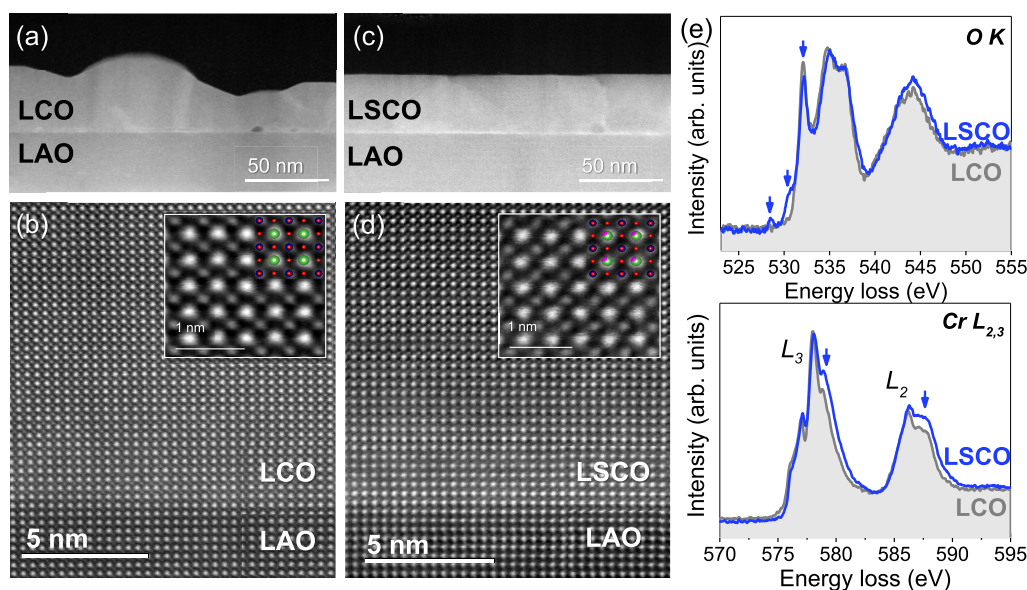 (a)
LCO
LAO
50 nm
(b)
1 nm
LCO
LAO
5 nm
(c)
LSCO
LAO
50 nm
(d)
1 nm
LSCO
LAO
5 nm
(e)
O K
Intensity (arb. units)
LSCO
LCO
525 530 535 540 545 550 555
Energy loss (eV)
Cr L2,3
Intensity (arb. units)
L3
L2
LSCO
LCO
570 575 580 585 590 595
Energy loss (eV)